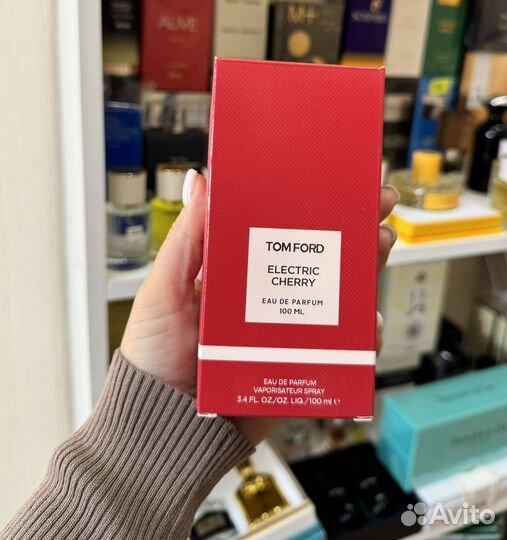 ALIVE
TOM FORD
ELECTRIC
CHERRY
EAU DE PARFUM
100 ML
EAU DE PARFUM
VAPORISATEUR SPRAY
3.4 FL. OZ./OZ. LIQ./100 ml ℮
Avito